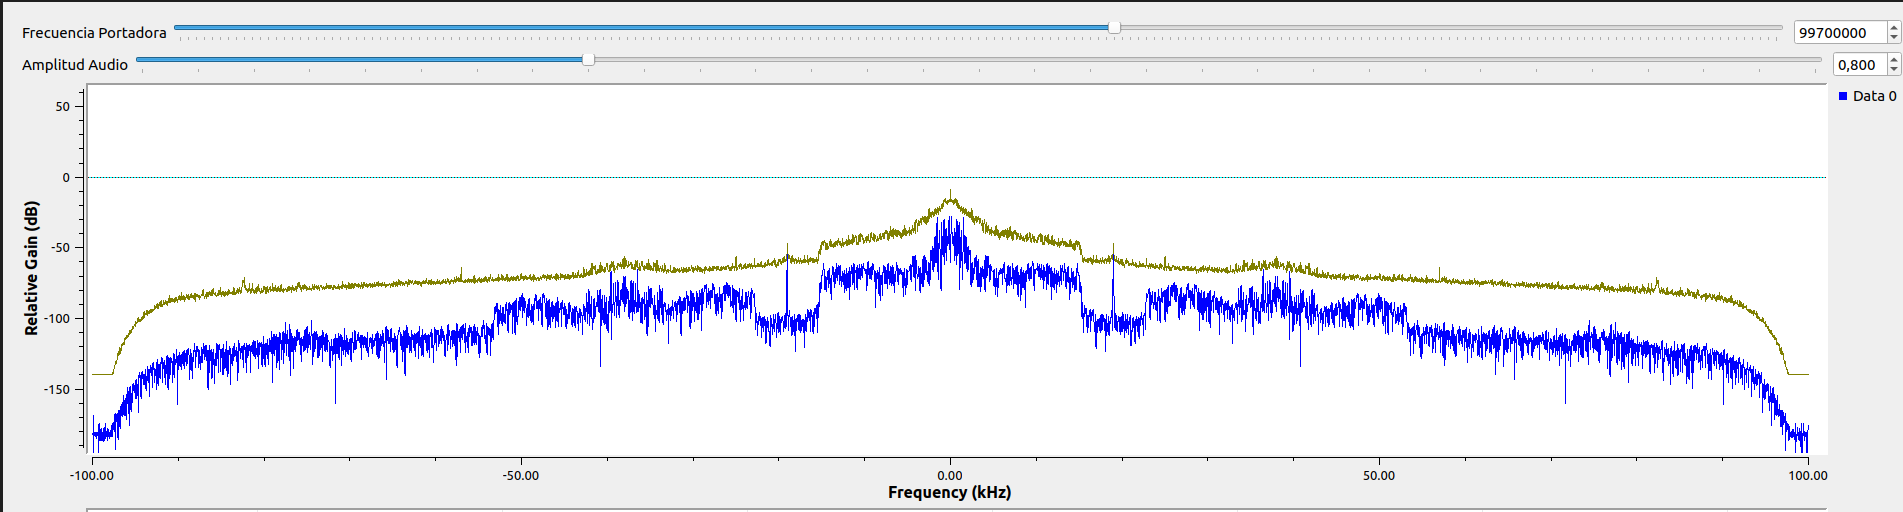 Frecuencia Portadora 99700000
Amplitud Audio 0,800
Data 0
50
0
-50
-100
-150
Relative Gain (dB)
-100.00 -50.00 0.00 50.00 100.00
Frequency (kHz)